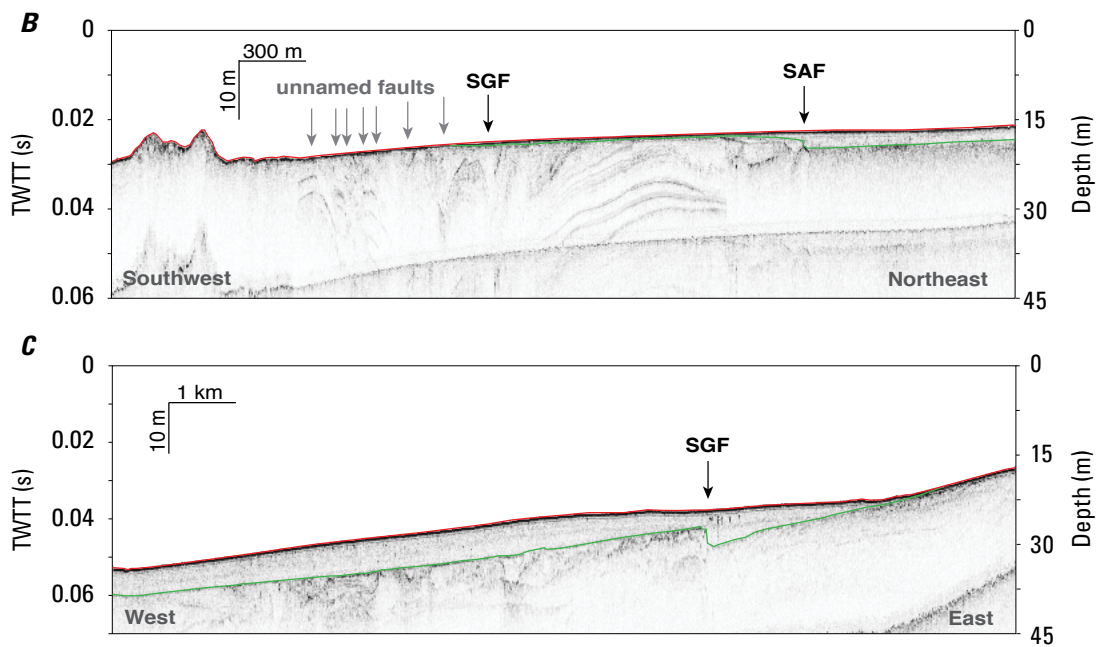 B
0
0
300 m
10 m
unnamed faults
SGF
SAF
0.02
15
TWTT (s)
Depth (m)
0.04
30
Southwest
Northeast
0.06
45
C
0
0
1 km
10 m
0.02
15
SGF
TWTT (s)
Depth (m)
0.04
30
0.06
West
East
45